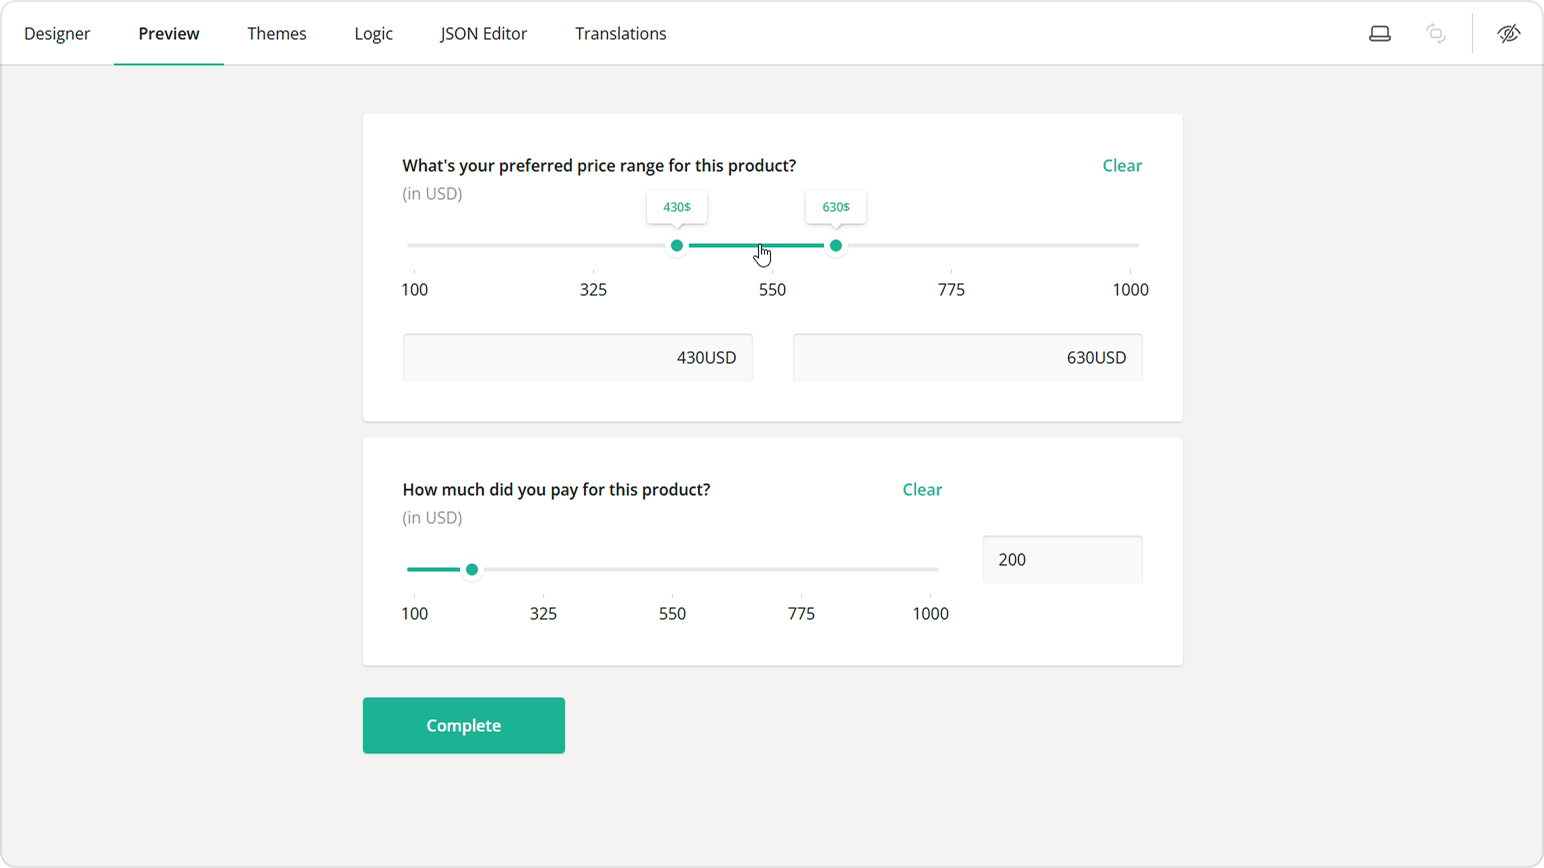 Designer Preview Themes Logic JSON Editor Translations
What's your preferred price range for this product? Clear
(in USD)
430$ 630$
100 325 550 775 1000
430USD 630USD
How much did you pay for this product? Clear
(in USD)
200
100 325 550 775 1000
Complete